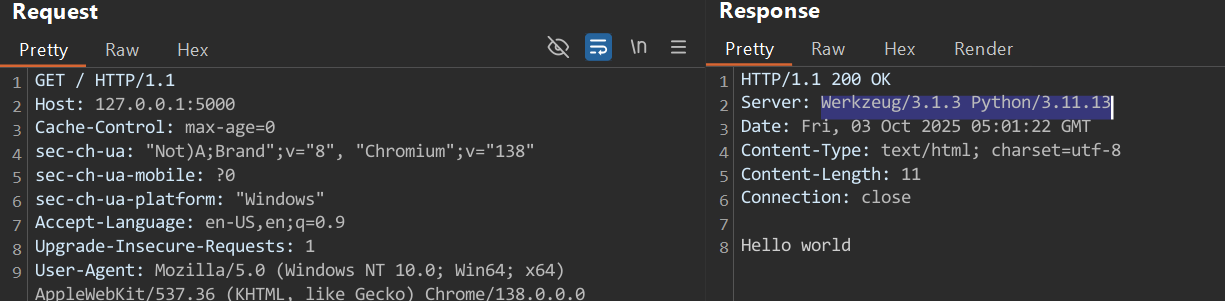 Request
Pretty Raw Hex
\n
1 GET / HTTP/1.1
2 Host: 127.0.0.1:5000
3 Cache-Control: max-age=0
4 sec-ch-ua: "Not)A;Brand";v="8", "Chromium";v="138"
5 sec-ch-ua-mobile: ?0
6 sec-ch-ua-platform: "Windows"
7 Accept-Language: en-US,en;q=0.9
8 Upgrade-Insecure-Requests: 1
9 User-Agent: Mozilla/5.0 (Windows NT 10.0; Win64; x64)
AppleWebKit/537.36 (KHTML, like Gecko) Chrome/138.0.0.0
Response
Pretty Raw Hex Render
1 HTTP/1.1 200 OK
2 Server: Werkzeug/3.1.3 Python/3.11.13
3 Date: Fri, 03 Oct 2025 05:01:22 GMT
4 Content-Type: text/html; charset=utf-8
5 Content-Length: 11
6 Connection: close
7
8 Hello world